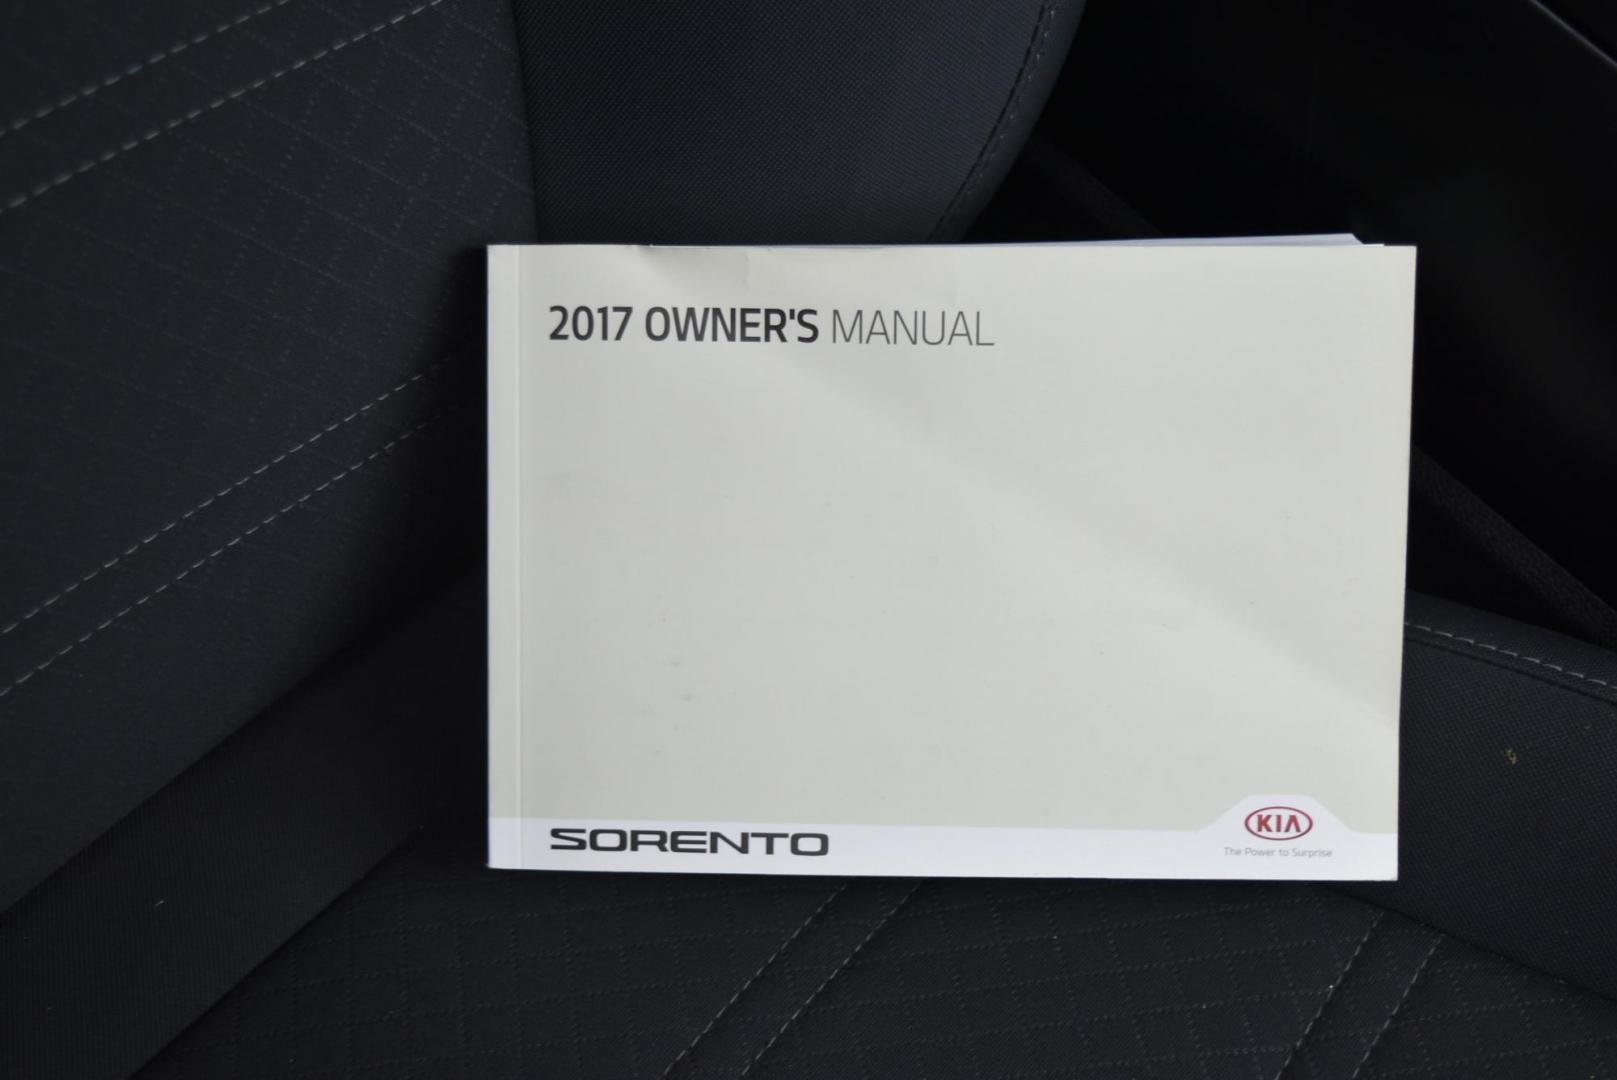 2017 OWNER'S MANUAL
SORENTO
KIA
The Power to Surprise